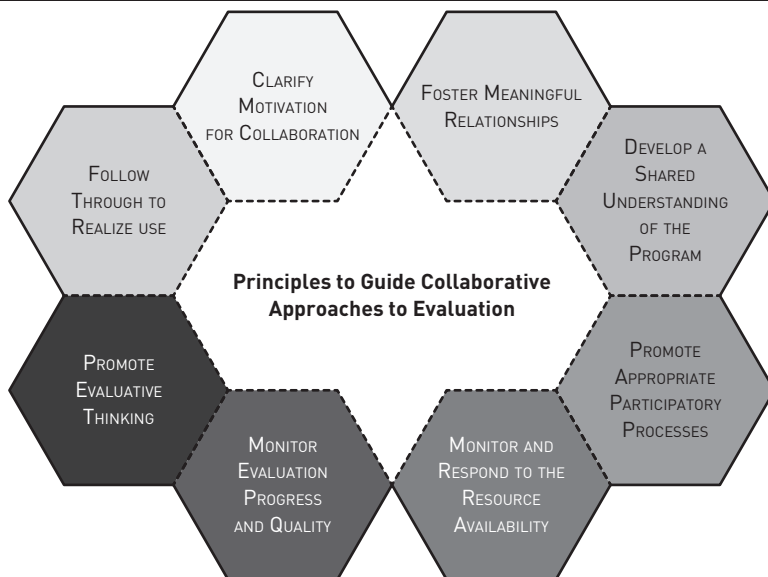 Clarify
Motivation
for Collaboration
Foster Meaningful
Relationships
Develop a
Shared
Understanding
of the
Program
Promote
Appropriate
Participatory
Processes
Monitor and
Respond to the
Resource
Availability
Monitor
Evaluation
Progress
and Quality
Promote
Evaluative
Thinking
Follow
Through to
Realize use
Principles to Guide Collaborative
Approaches to Evaluation